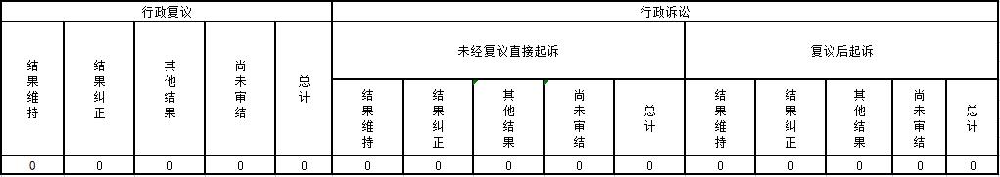 行政复议 行政诉讼
未经复议直接起诉 复议后起诉
结果维持 结果纠正 其他结果 尚未审结 总计
结果维持 结果纠正 其他结果 尚未审结 总计 结果维持 结果纠正 其他结果 尚未审结 总计
0 0 0 0 0 0 0 0 0 0 0 0 0 0 0